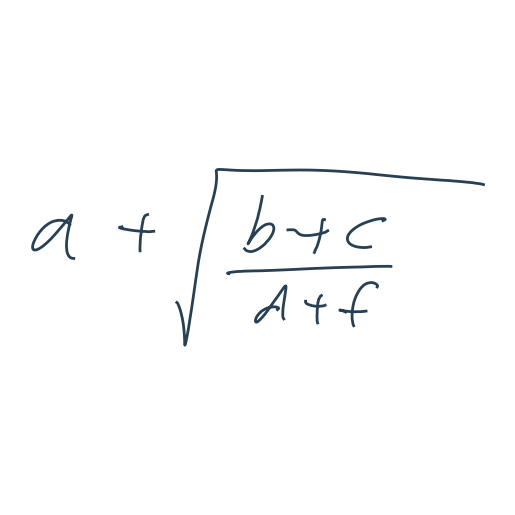 a + √((b+c)/(d+f))